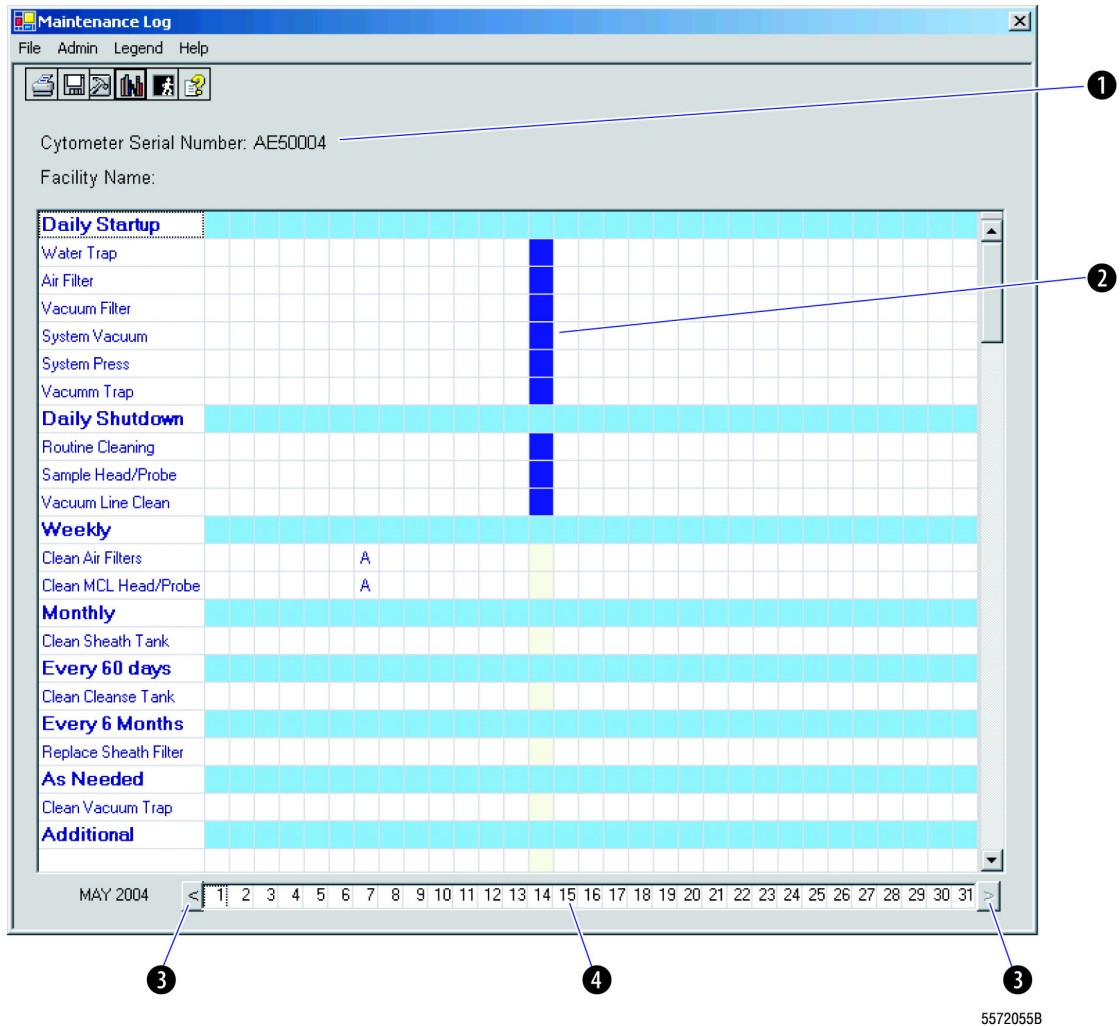 Maintenance Log
File Admin Legend Help
1
Cytometer Serial Number: AE50004
Facility Name:
Daily Startup
Water Trap
Air Filter
2
Vacuum Filter
System Vacuum
System Press
Vacumm Trap
Daily Shutdown
Routine Cleaning
Sample Head/Probe
Vacuum Line Clean
Weekly
Clean Air Filters A
Clean MCL Head/Probe A
Monthly
Clean Sheath Tank
Every 60 days
Clean Cleanse Tank
Every 6 Months
Replace Sheath Filter
As Needed
Clean Vacuum Trap
Additional
MAY 2004 < 1 2 3 4 5 6 7 8 9 10 11 12 13 14 15 16 17 18 19 20 21 22 23 24 25 26 27 28 29 30 31 >
3 4 3
5572055B